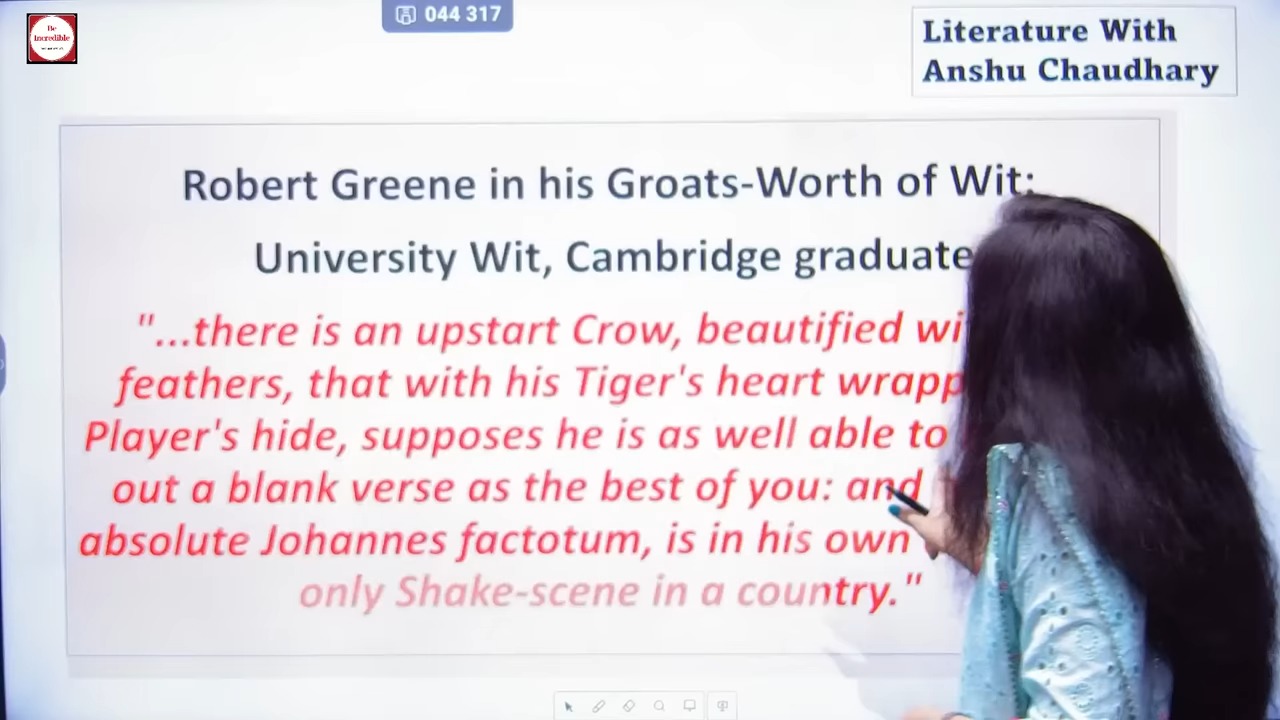 Be
Incredible
044 317
Literature With
Anshu Chaudhary
Robert Greene in his Groats-Worth of Wit:
University Wit, Cambridge graduate
"...there is an upstart Crow, beautified
feathers, that with his Tiger's heart
Player's hide, supposes he is as well able to
out a blank verse as the best of you: and
absolute Johannes factotum, is in his own
only Shake-scene in a country."